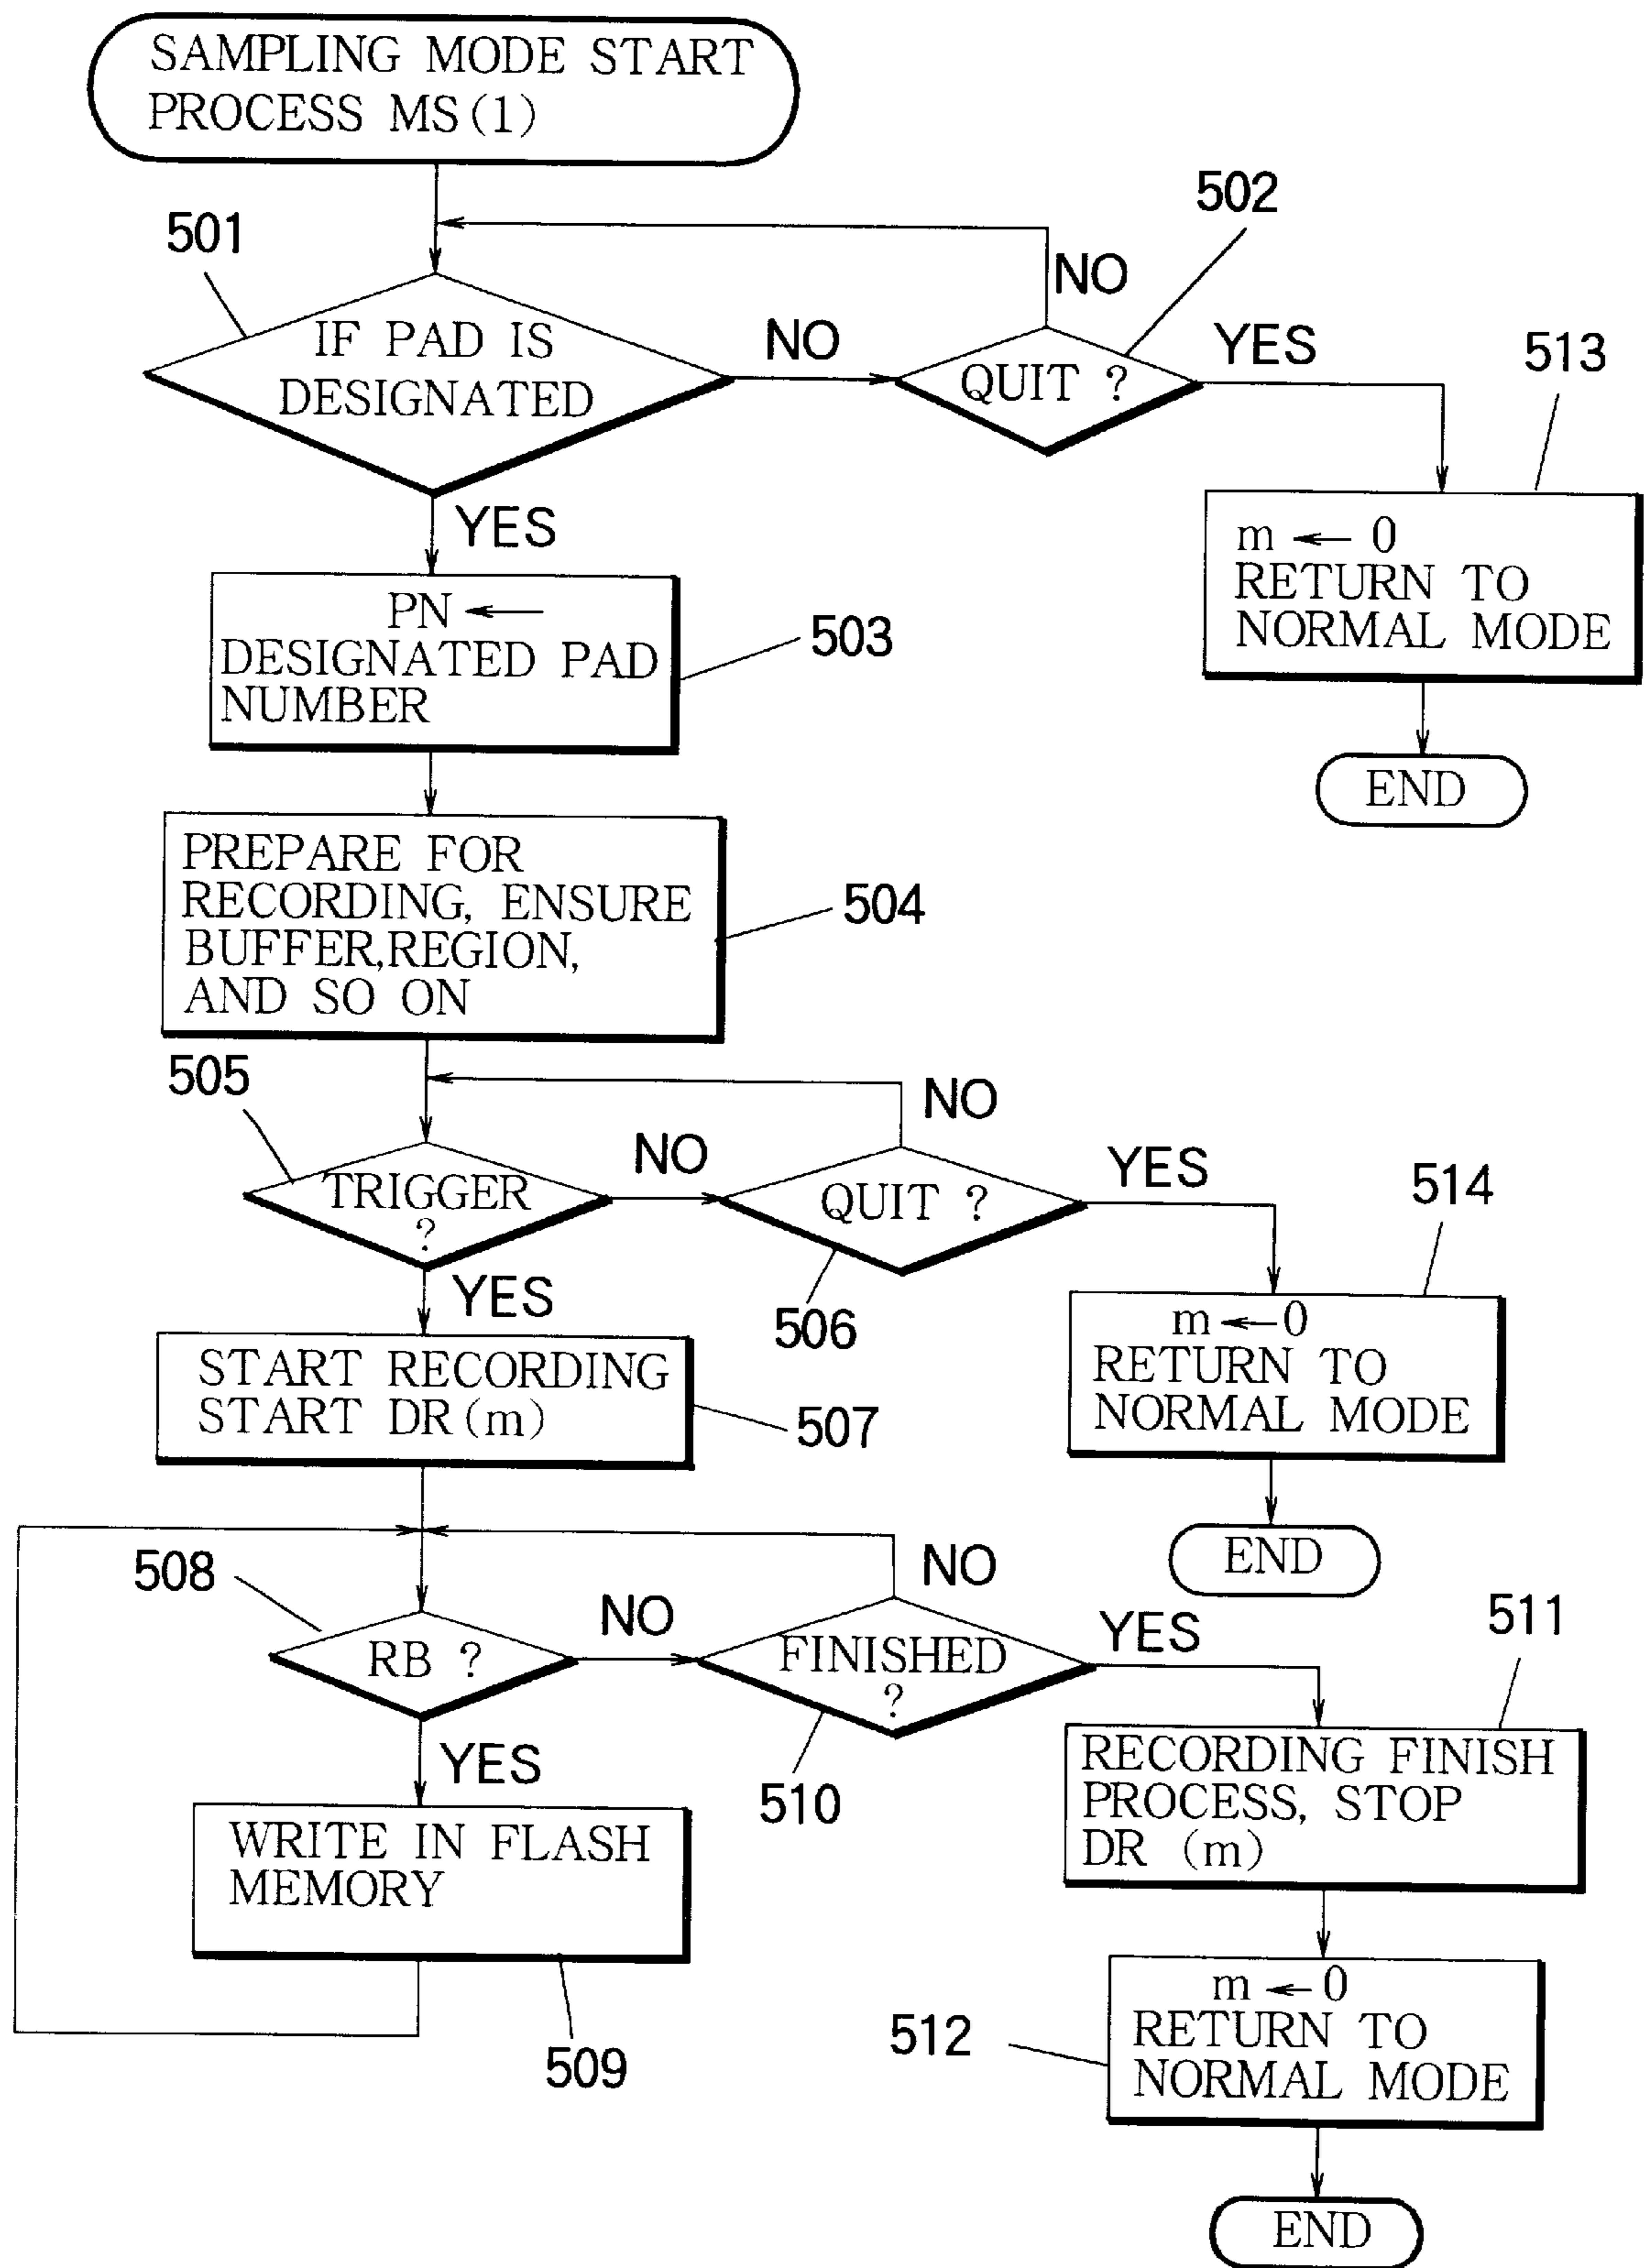 SAMPLING MODE START
PROCESS MS(1)
502
501
NO
IF PAD IS
DESIGNATED
NO
QUIT ?
YES
513
YES
m ← 0
RETURN TO
NORMAL MODE
PN ←
DESIGNATED PAD
NUMBER
503
END
PREPARE FOR
RECORDING, ENSURE
BUFFER,REGION,
AND SO ON
504
505
NO
TRIGGER
?
NO
QUIT ?
YES
514
506
YES
m ← 0
RETURN TO
NORMAL MODE
START RECORDING
START DR(m)
507
END
508
NO
RB ?
NO
FINISHED
?
YES
511
510
YES
RECORDING FINISH
PROCESS, STOP
DR (m)
WRITE IN FLASH
MEMORY
509
512
m ← 0
RETURN TO
NORMAL MODE
END